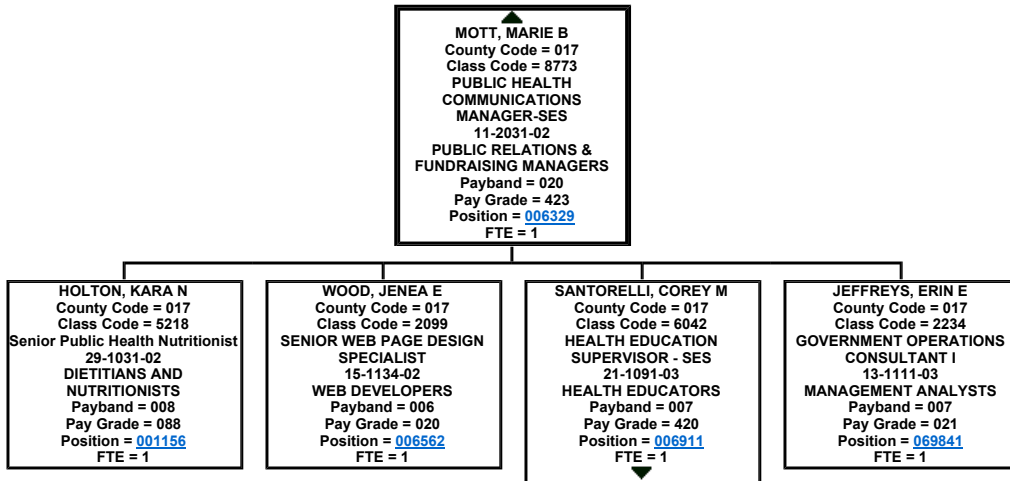 MOTT, MARIE B
County Code = 017
Class Code = 8773
PUBLIC HEALTH
COMMUNICATIONS
MANAGER-SES
11-2031-02
PUBLIC RELATIONS &
FUNDRAISING MANAGERS
Payband = 020
Pay Grade = 423
Position = 006329
FTE = 1
HOLTON, KARA N
County Code = 017
Class Code = 5218
Senior Public Health Nutritionist
29-1031-02
DIETITIANS AND
NUTRITIONISTS
Payband = 008
Pay Grade = 088
Position = 001156
FTE = 1
WOOD, JENEA E
County Code = 017
Class Code = 2099
SENIOR WEB PAGE DESIGN
SPECIALIST
15-1134-02
WEB DEVELOPERS
Payband = 006
Pay Grade = 020
Position = 006562
FTE = 1
SANTORELLI, COREY M
County Code = 017
Class Code = 6042
HEALTH EDUCATION
SUPERVISOR - SES
21-1091-03
HEALTH EDUCATORS
Payband = 007
Pay Grade = 420
Position = 006911
FTE = 1
JEFFREYS, ERIN E
County Code = 017
Class Code = 2234
GOVERNMENT OPERATIONS
CONSULTANT I
13-1111-03
MANAGEMENT ANALYSTS
Payband = 007
Pay Grade = 021
Position = 069841
FTE = 1